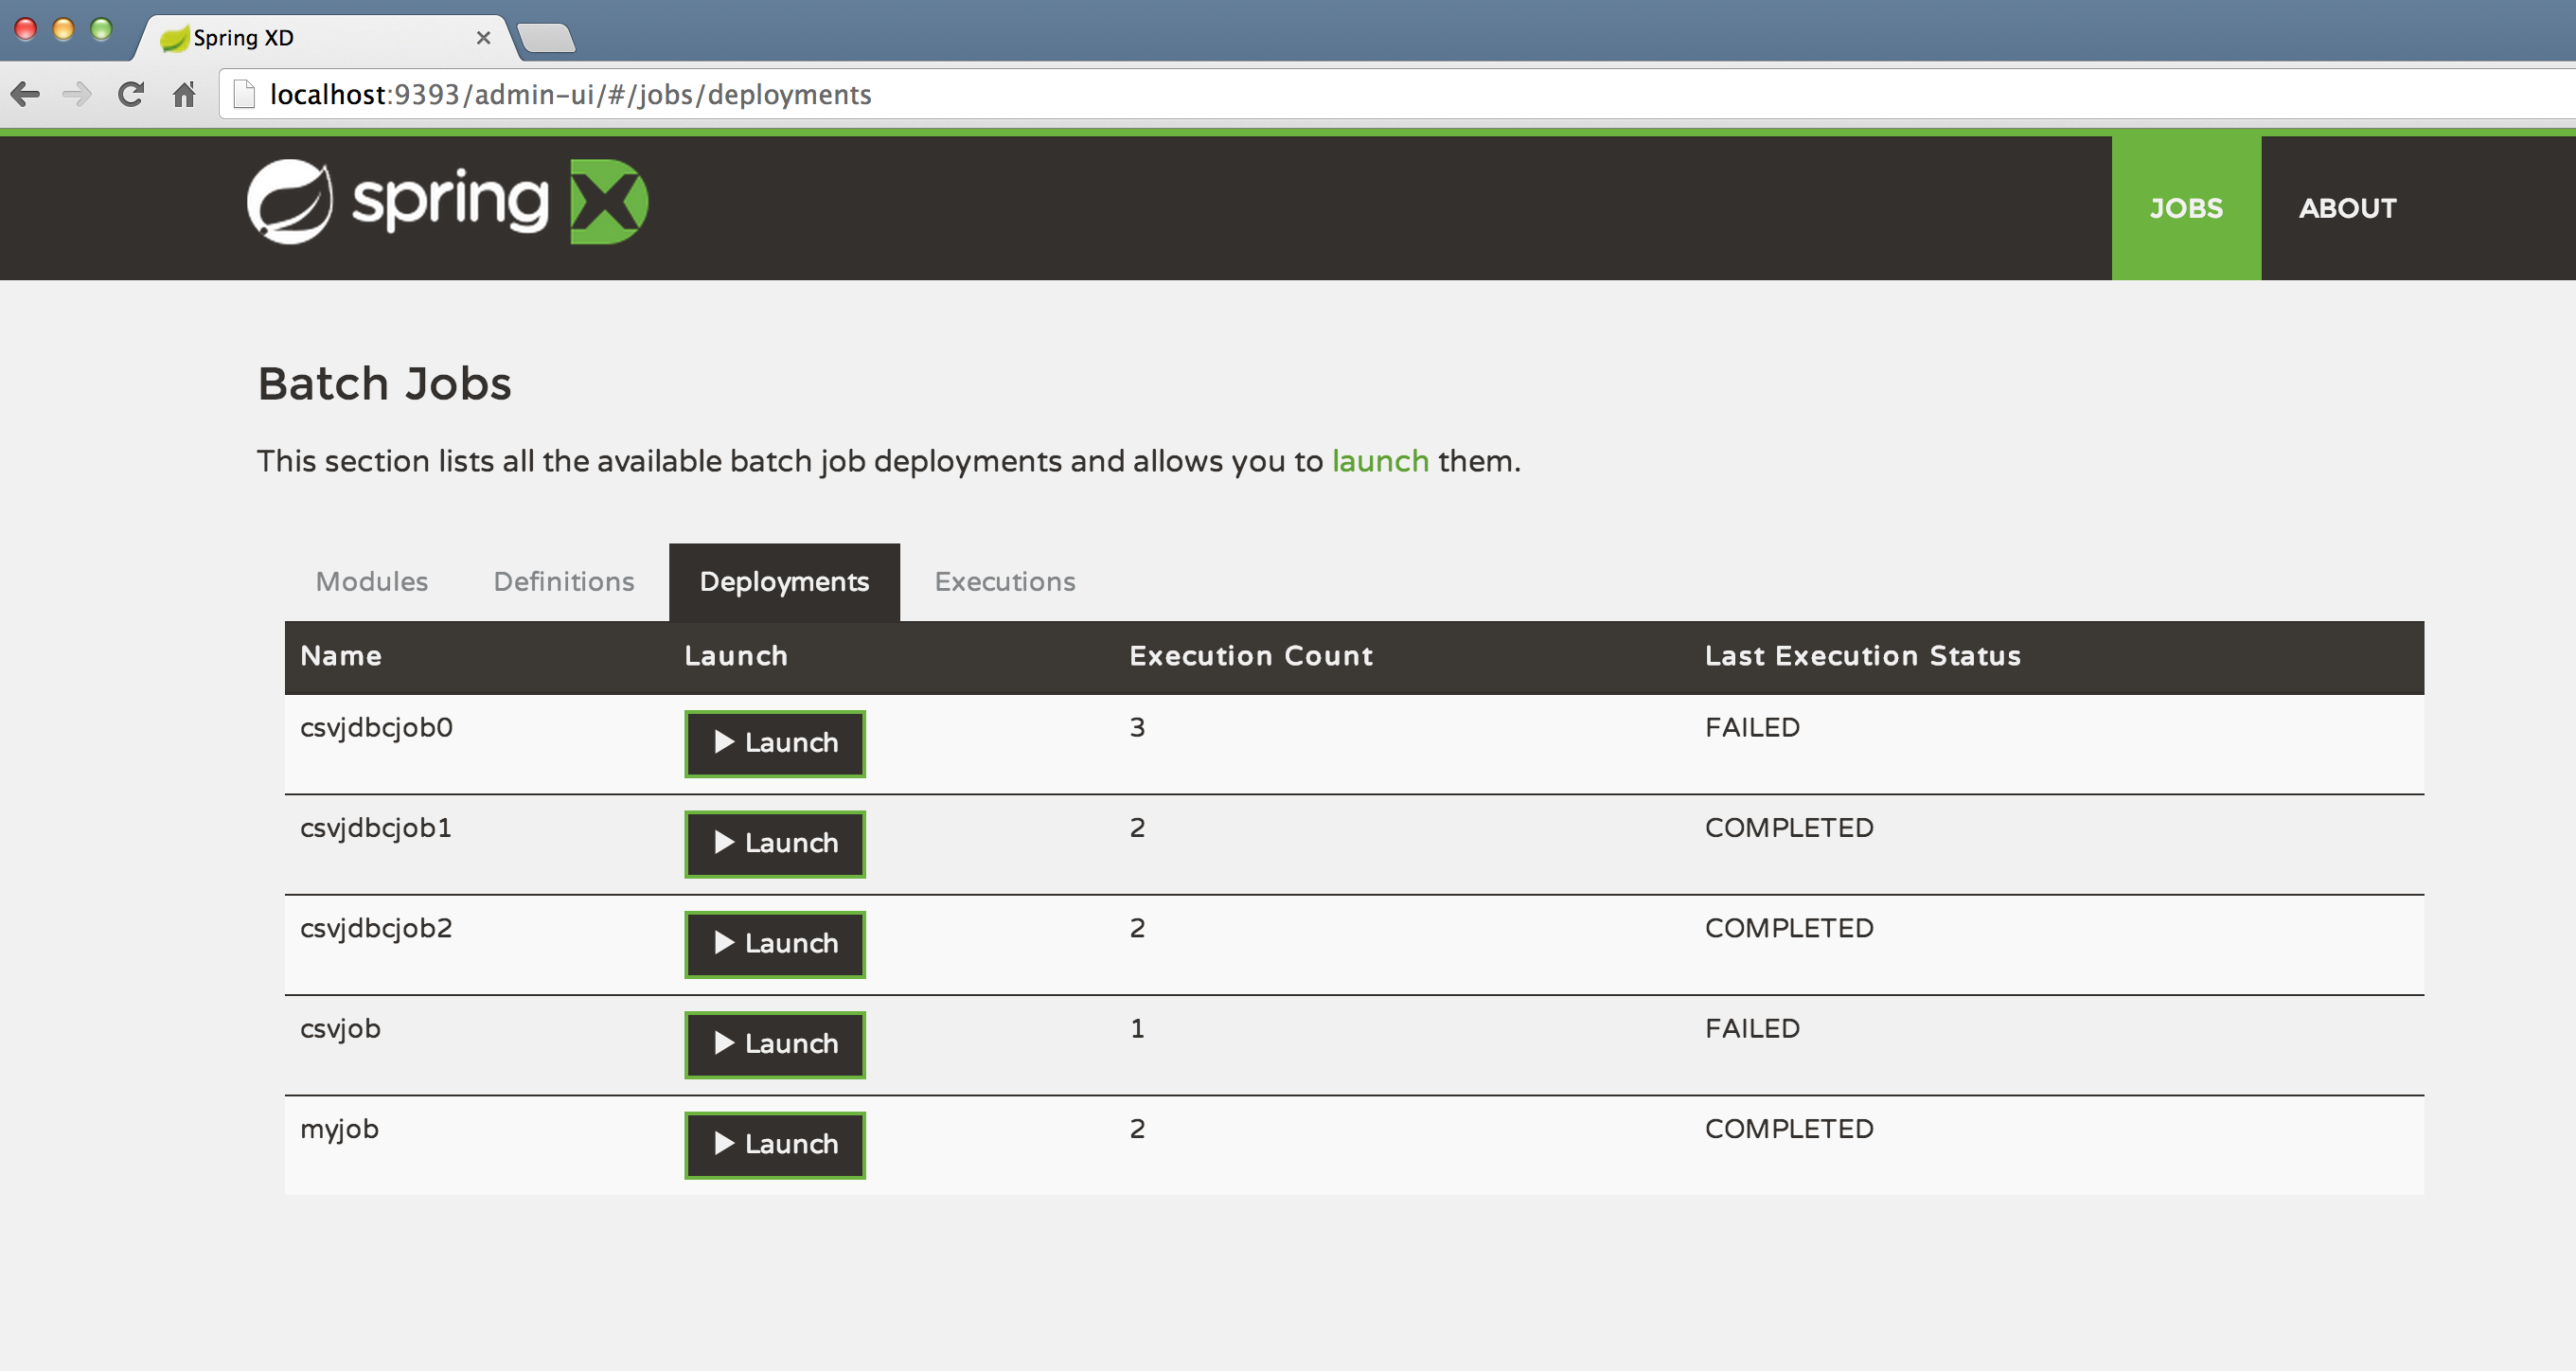 Spring XD
localhost:9393/admin-ui/#/jobs/deployments
spring XD
JOBS ABOUT
Batch Jobs
This section lists all the available batch job deployments and allows you to launch them.
Modules Definitions Deployments Executions
Name Launch Execution Count Last Execution Status
csvjdbcjob0 Launch 3 FAILED
csvjdbcjob1 Launch 2 COMPLETED
csvjdbcjob2 Launch 2 COMPLETED
csvjob Launch 1 FAILED
myjob Launch 2 COMPLETED